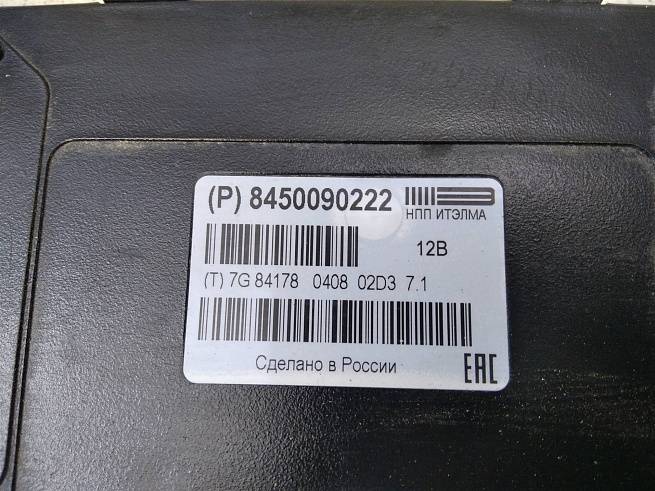 (P) 8450090222
НПП ИТЭЛМА
12В
(T) 7G 84178 0408 02D3 7.1
Сделано в России
EAC